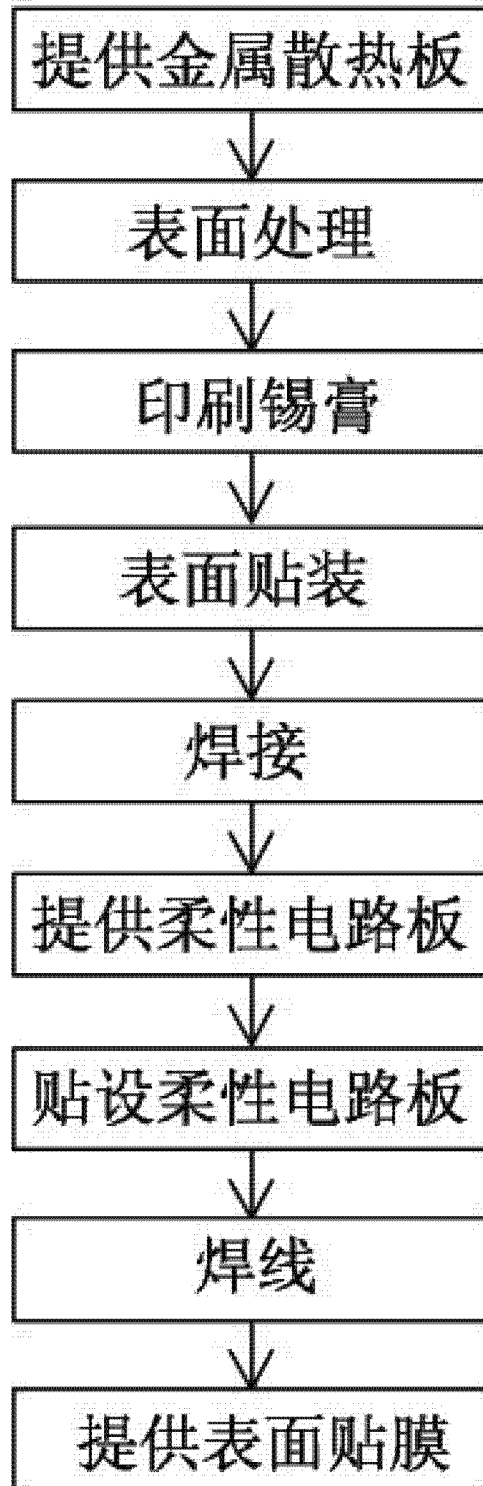 提供金属散热板
表面处理
印刷锡膏
表面贴装
焊接
提供柔性电路板
贴设柔性电路板
焊线
提供表面贴膜